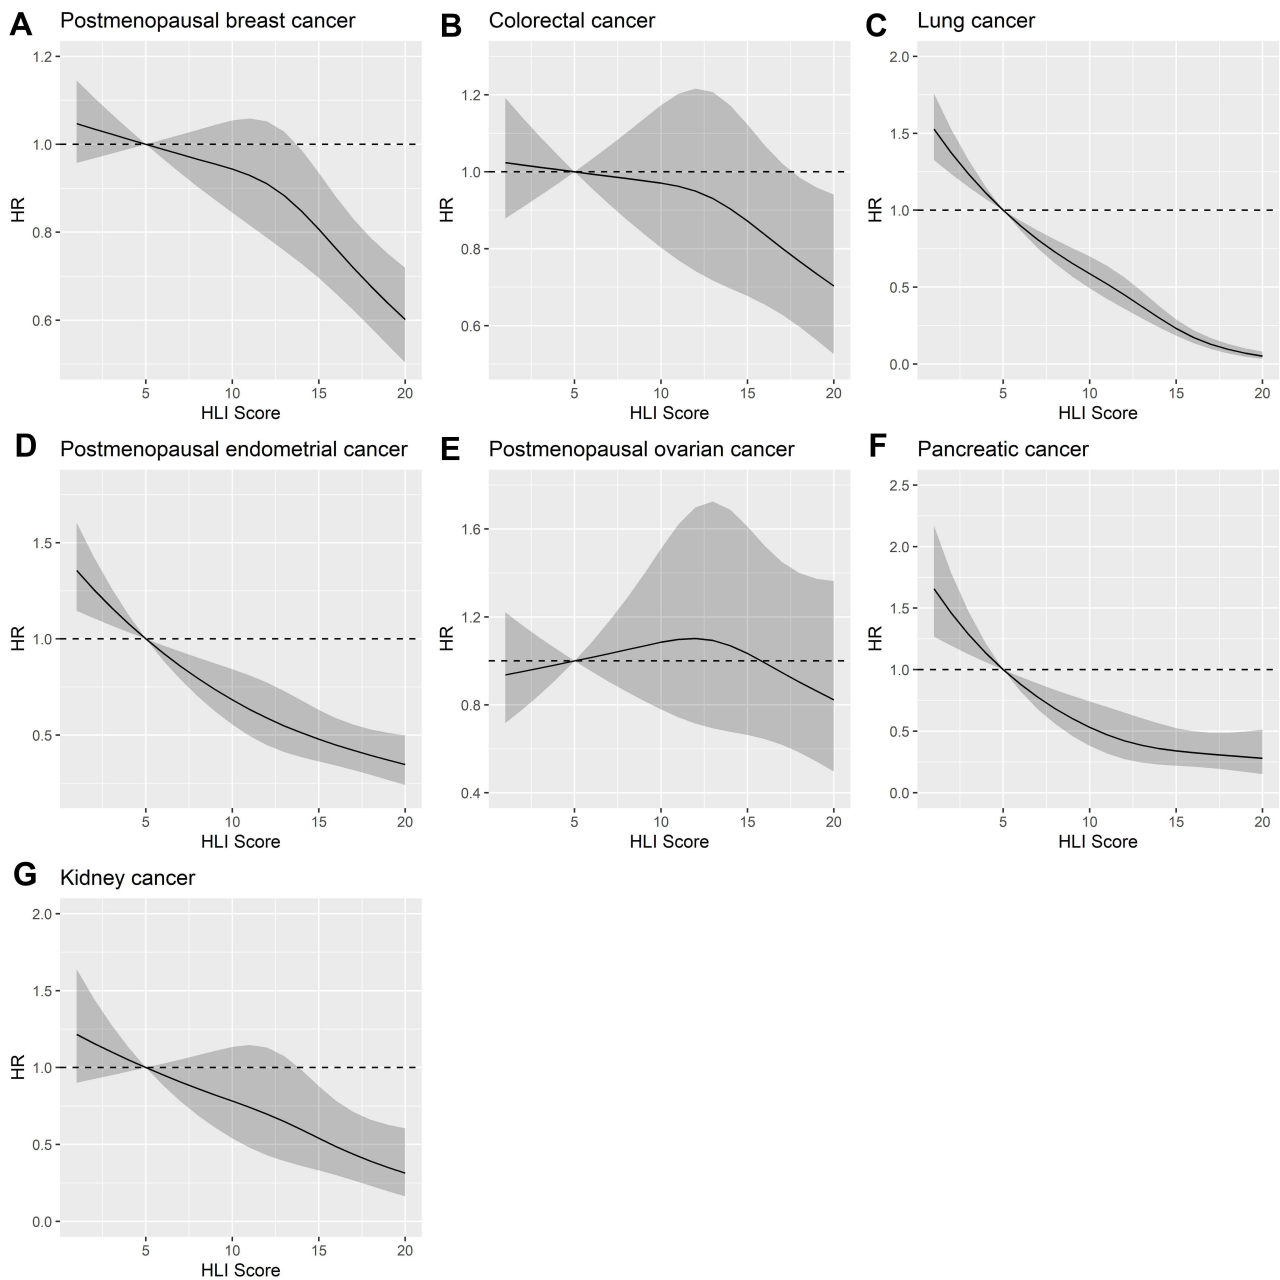 A Postmenopausal breast cancer
1.2
1.0
0.8
0.6
HR
5 10 15 20
HLI Score
B Colorectal cancer
1.2
1.0
0.8
0.6
HR
5 10 15 20
HLI Score
C Lung cancer
2.0
1.5
1.0
0.5
0.0
HR
5 10 15 20
HLI Score
D Postmenopausal endometrial cancer
1.5
1.0
0.5
HR
5 10 15 20
HLI Score
E Postmenopausal ovarian cancer
1.6
1.2
0.8
0.4
HR
5 10 15 20
HLI Score
F Pancreatic cancer
2.5
2.0
1.5
1.0
0.5
0.0
HR
5 10 15 20
HLI Score
G Kidney cancer
2.0
1.5
1.0
0.5
0.0
HR
5 10 15 20
HLI Score